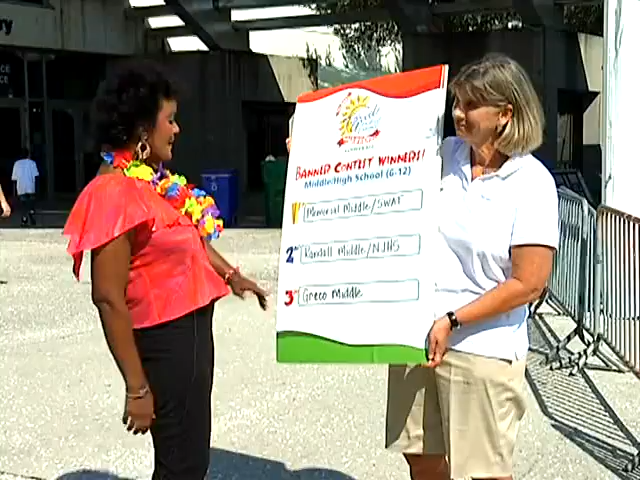 BANNER CONTEST WINNERS!
Middle/High School (6-12)
1st Memorial Middle/SWAT
2nd Randall Middle/NJHS
3rd Greco Middle